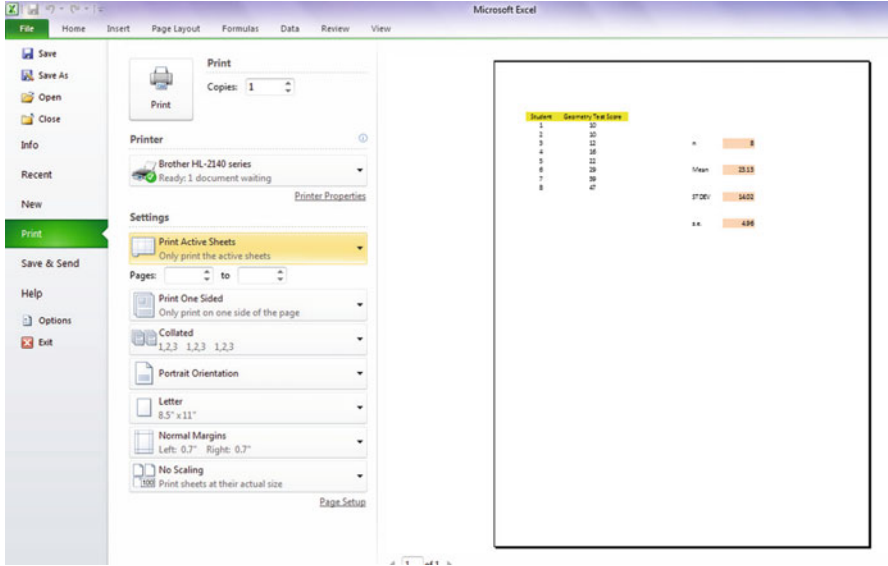 Microsoft Excel
File Home Insert Page Layout Formulas Data Review View
Save
Save As
Open
Close
Info
Recent
New
Print
Save & Send
Help
Options
Exit
Print
Print
Copies: 1
Printer
Brother HL-2140 series
Ready: 1 document waiting
Printer Properties
Settings
Print Active Sheets
Only print the active sheets
Pages: to
Print One Sided
Only print on one side of the page
Collated
1,2,3 1,2,3 1,2,3
Portrait Orientation
Letter
8.5" x 11"
Normal Margins
Left: 0.7" Right: 0.7"
No Scaling
100 Print sheets at their actual size
Page Setup
Student Geometry Test Score
1 10
2 10
3 12
4 16
5 22
6 29
7 39
8 47
n 8
Mean 23.13
STDEV 14.02
s.e. 4.96
1 of 1